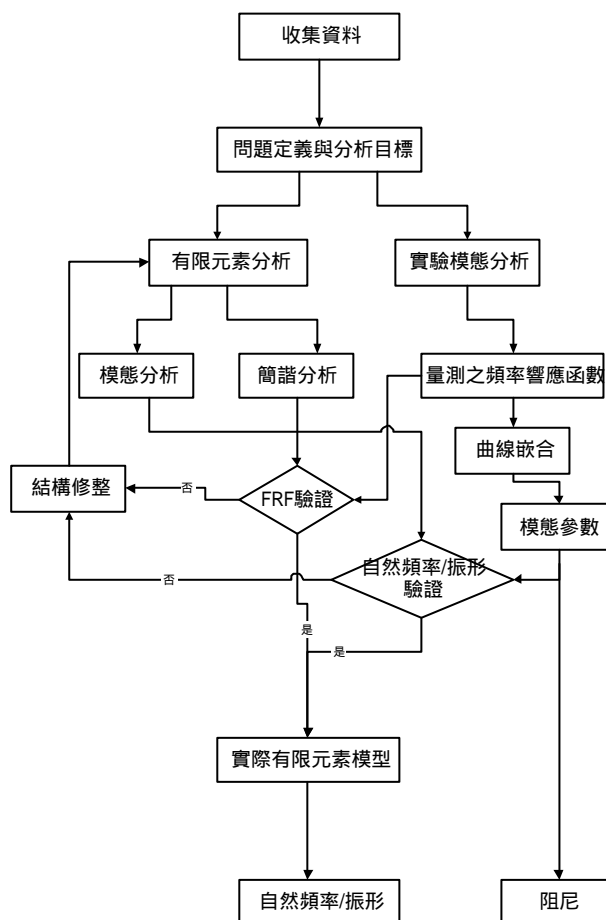 收集資料
問題定義與分析目標
有限元素分析
實驗模態分析
模態分析
簡諧分析
量測之頻率響應函數
曲線嵌合
結構修整
否
FRF驗證
模態參數
自然頻率/振形
驗證
否
是
是
實際有限元素模型
自然頻率/振形
阻尼